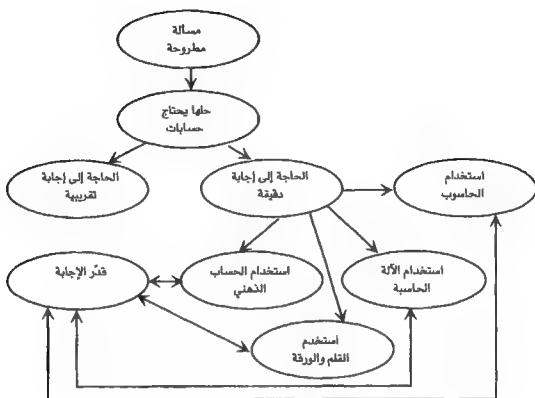 مسألة
مطروحة
حلها يحتاج
حسابات
الحاجة إلى إجابة
تقريبية
الحاجة إلى إجابة
دقيقة
استخدام
الحاسوب
قدّر الإجابة
استخدام الحساب
الذهني
استخدام الآلة
الحاسبة
استخدم
القلم والورقة